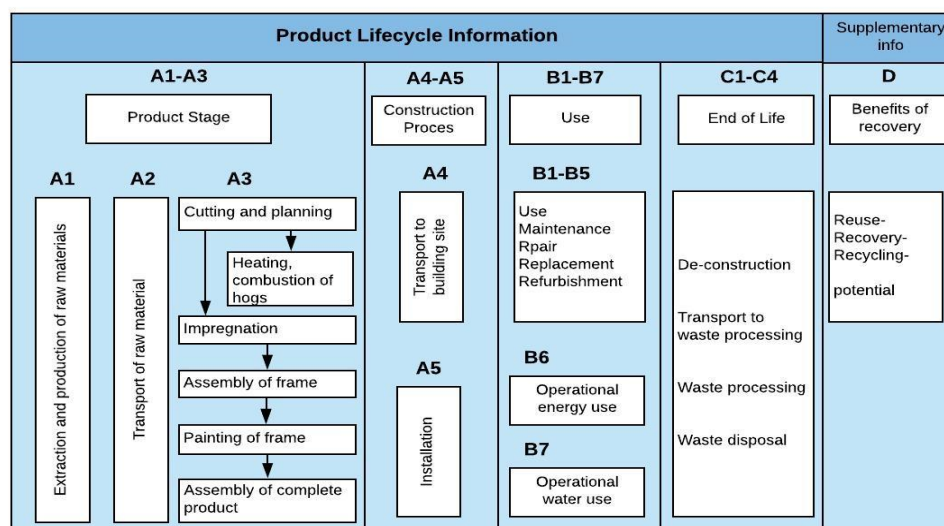 Product Lifecycle Information
Supplementary
info
A1-A3
Product Stage
A4-A5
Construction
Proces
B1-B7
Use
C1-C4
End of Life
D
Benefits of
recovery
A1
Extraction and production of raw materials
A2
Transport of raw material
A3
Cutting and planning
Heating,
combustion of
hogs
Impregnation
Assembly of frame
Painting of frame
Assembly of complete
product
A4
Transport to
building site
A5
Installation
B1-B5
Use
Maintenance
Rpair
Replacement
Refurbishment
B6
Operational
energy use
B7
Operational
water use
De-construction
Transport to
waste processing
Waste processing
Waste disposal
Reuse-
Recovery-
Recycling-
potential